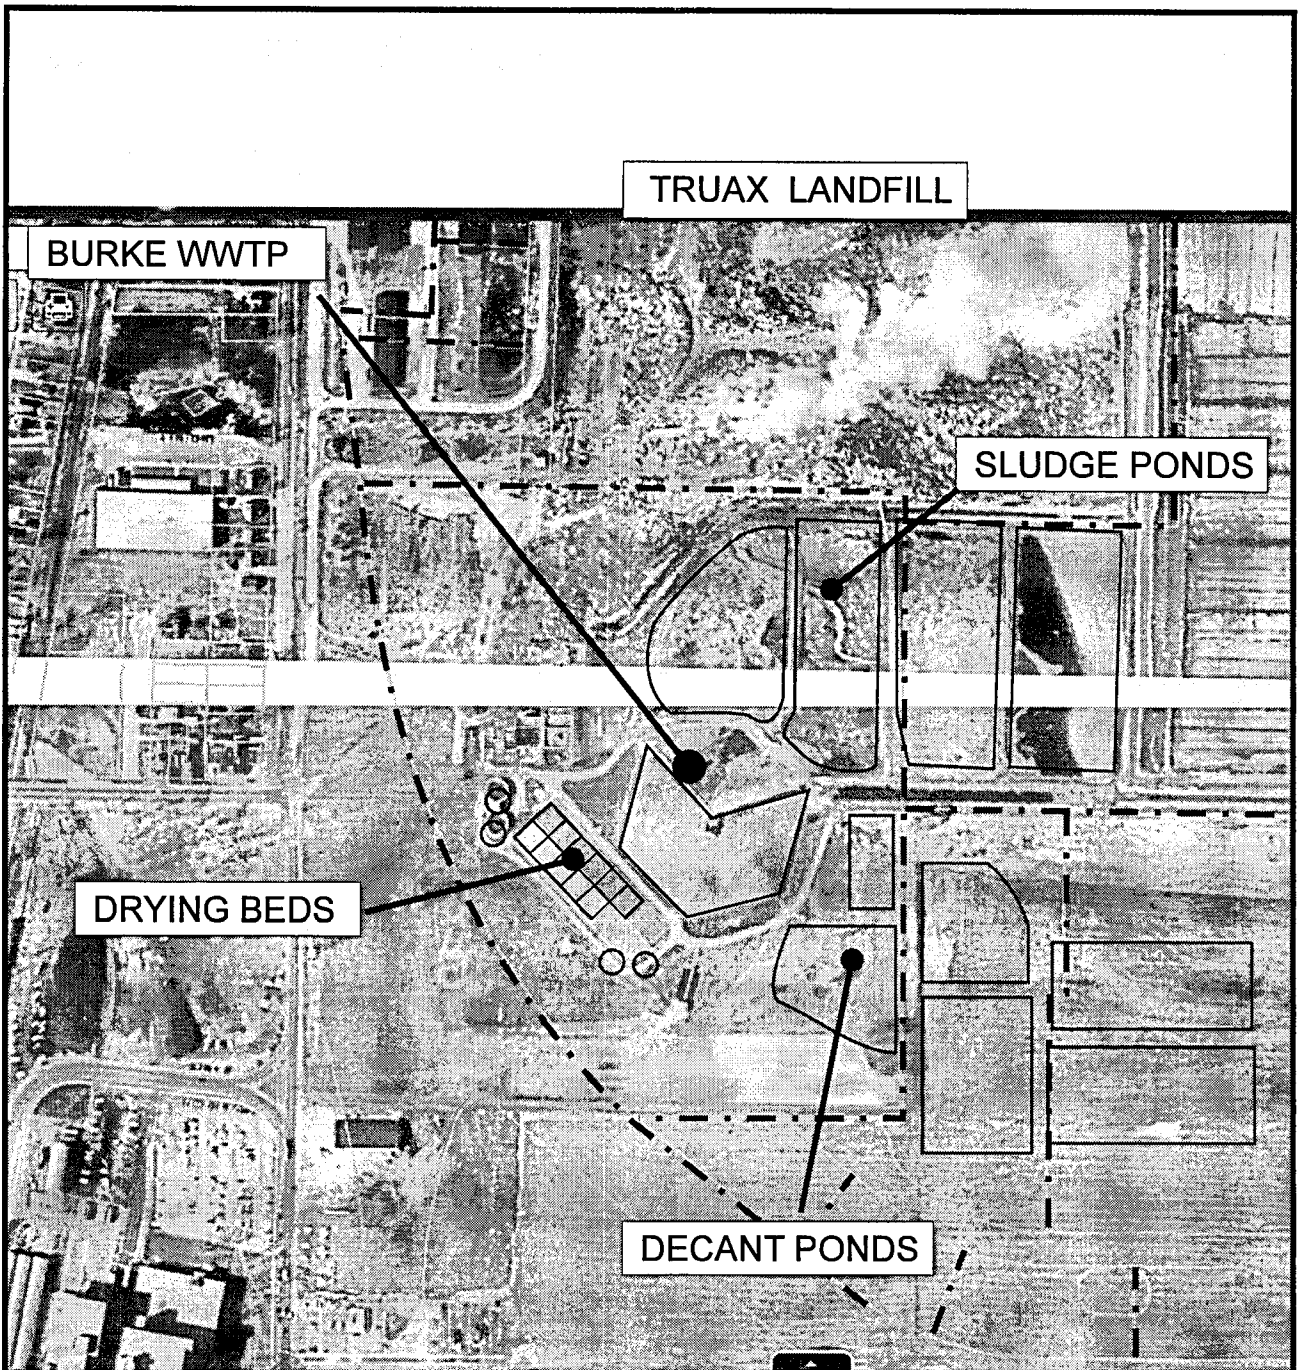 TRUAX LANDFILL
BURKE WWTP
SLUDGE PONDS
DRYING BEDS
DECANT PONDS